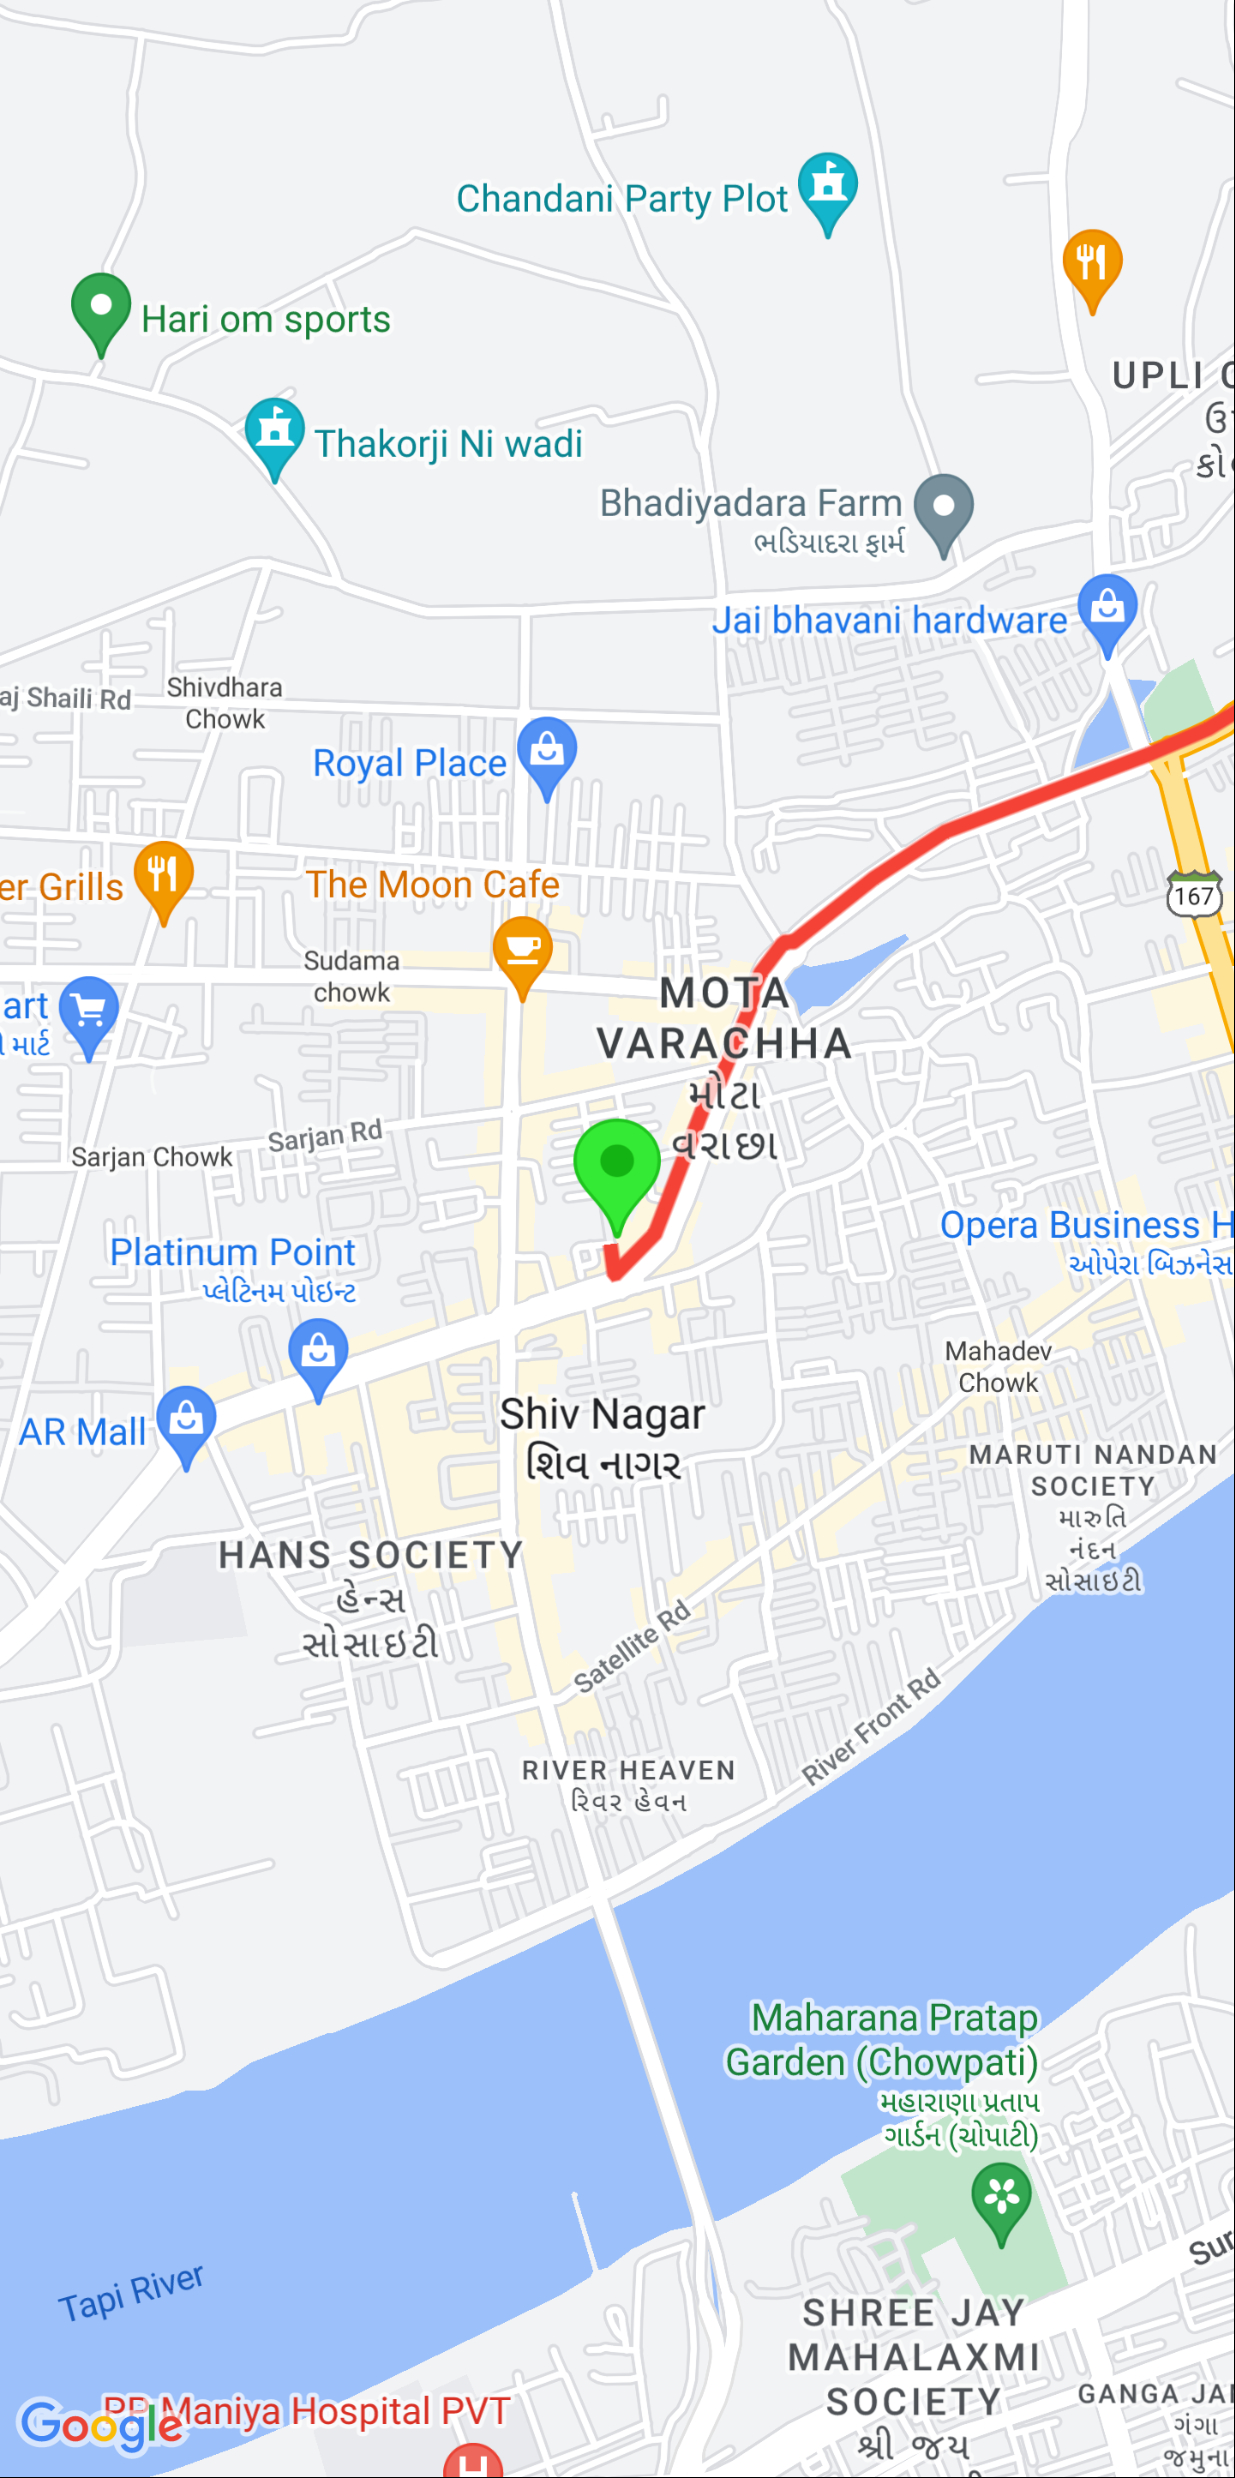 Chandani Party Plot
Hari om sports
UPLI
Thakorji Ni wadi
Bhadiyadara Farm
ભડિયાદરા ફાર્મ
Jai bhavani hardware
aj Shaili Rd
Shivdhara
Chowk
Royal Place
er Grills
The Moon Cafe
167
Sudama
chowk
art
માર્ટ
MOTA
VARACHHA
મોટા
વરાછા
Sarjan Rd
Sarjan Chowk
Opera Business H
ઓપેરા બિઝનેસ
Platinum Point
પ્લેટિનમ પોઇન્ટ
Mahadev
Chowk
AR Mall
Shiv Nagar
શિવ નાગર
MARUTI NANDAN
SOCIETY
મારુતિ
નંદન
સોસાઇટી
HANS SOCIETY
હેન્સ
સોસાઇટી
Satellite Rd
River Front Rd
RIVER HEAVEN
રિવર હેવન
Maharana Pratap
Garden (Chowpati)
મહારાણા પ્રતાપ
ગાર્ડન (ચોપાટી)
Sur
Tapi River
SHREE JAY
MAHALAXMI
SOCIETY
શ્રી જય
GANGA JA
ગંગા
જમુના
PP Maniya Hospital PVT
H
Google